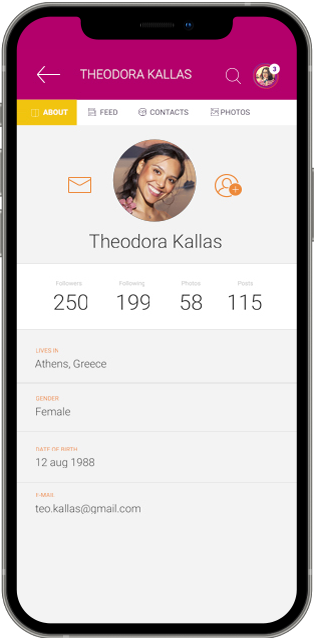 THEODORA KALLAS
3
ABOUT FEED CONTACTS PHOTOS
Theodora Kallas
Followers Following Photos Posts
250 199 58 115
LIVES IN
Athens, Greece
GENDER
Female
DATE OF BIRTH
12 aug 1988
E-MAIL
teo.kallas@gmail.com